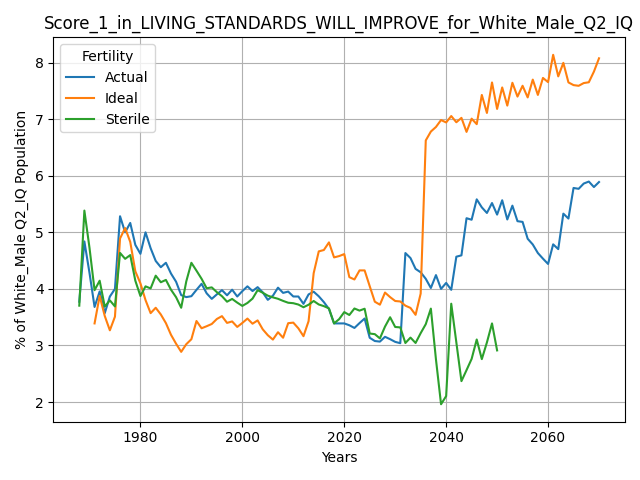 Score_1_in_LIVING_STANDARDS_WILL_IMPROVE_for_White_Male_Q2_IQ
Fertility
Actual
Ideal
Sterile
% of White_Male Q2_IQ Population
8
7
6
5
4
3
2
1980
2000
2020
2040
2060
Years